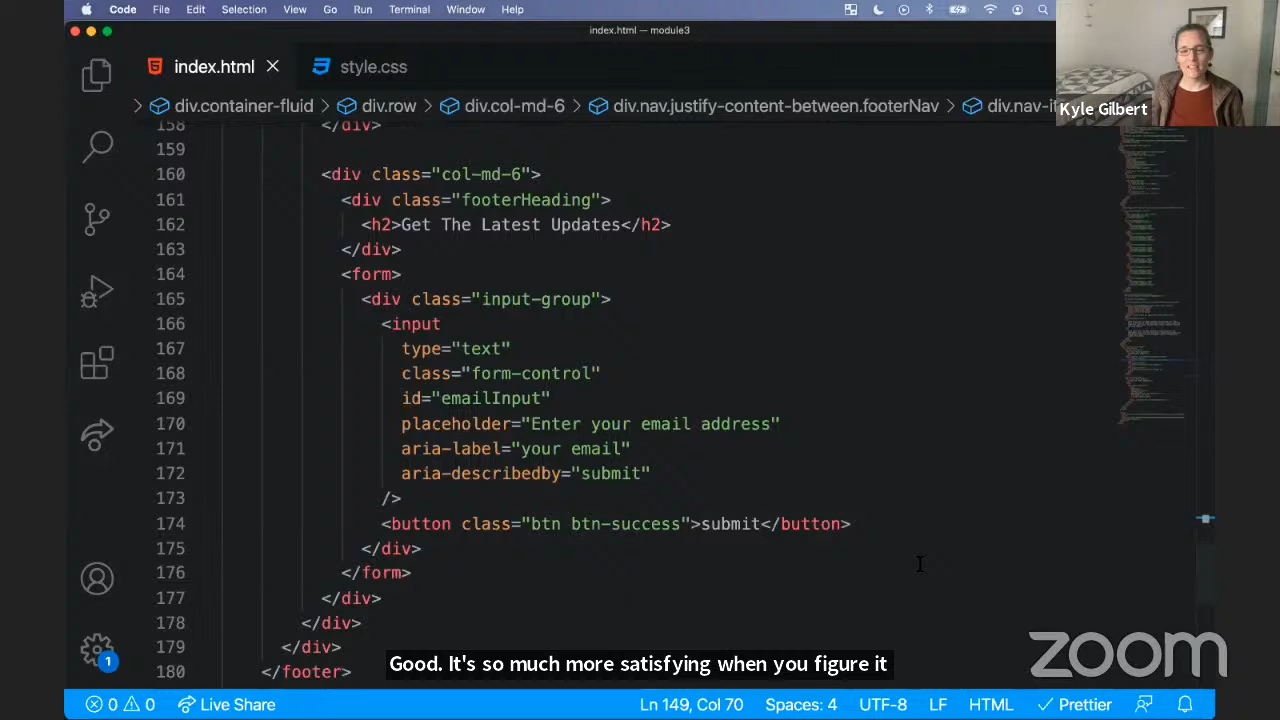 Code File Edit Selection View Go Run Terminal Window Help
index.html — module3
index.html style.css
div.container-fluid div.row div.col-md-6 div.nav.justify-content-between.footerNav div.nav-it
Kyle Gilbert
158 </div>
159
160 <div class="col-md-6">
161 <div class="footerHeading">
162 <h2>Get The Latest Updates</h2>
163 </div>
164 <form>
165 <div class="input-group">
166 <input
167 type="text"
168 class="form-control"
169 id="emailInput"
170 placeholder="Enter your email address"
171 aria-label="your email"
172 aria-describedby="submit"
173 />
174 <button class="btn btn-success">submit</button>
175 </div>
176 </form>
177 </div>
178 </div>
179 </div>
180 </footer>
1
zoom
Good. It's so much more satisfying when you figure it
0 0 Live Share Ln 149, Col 70 Spaces: 4 UTF-8 LF HTML Prettier